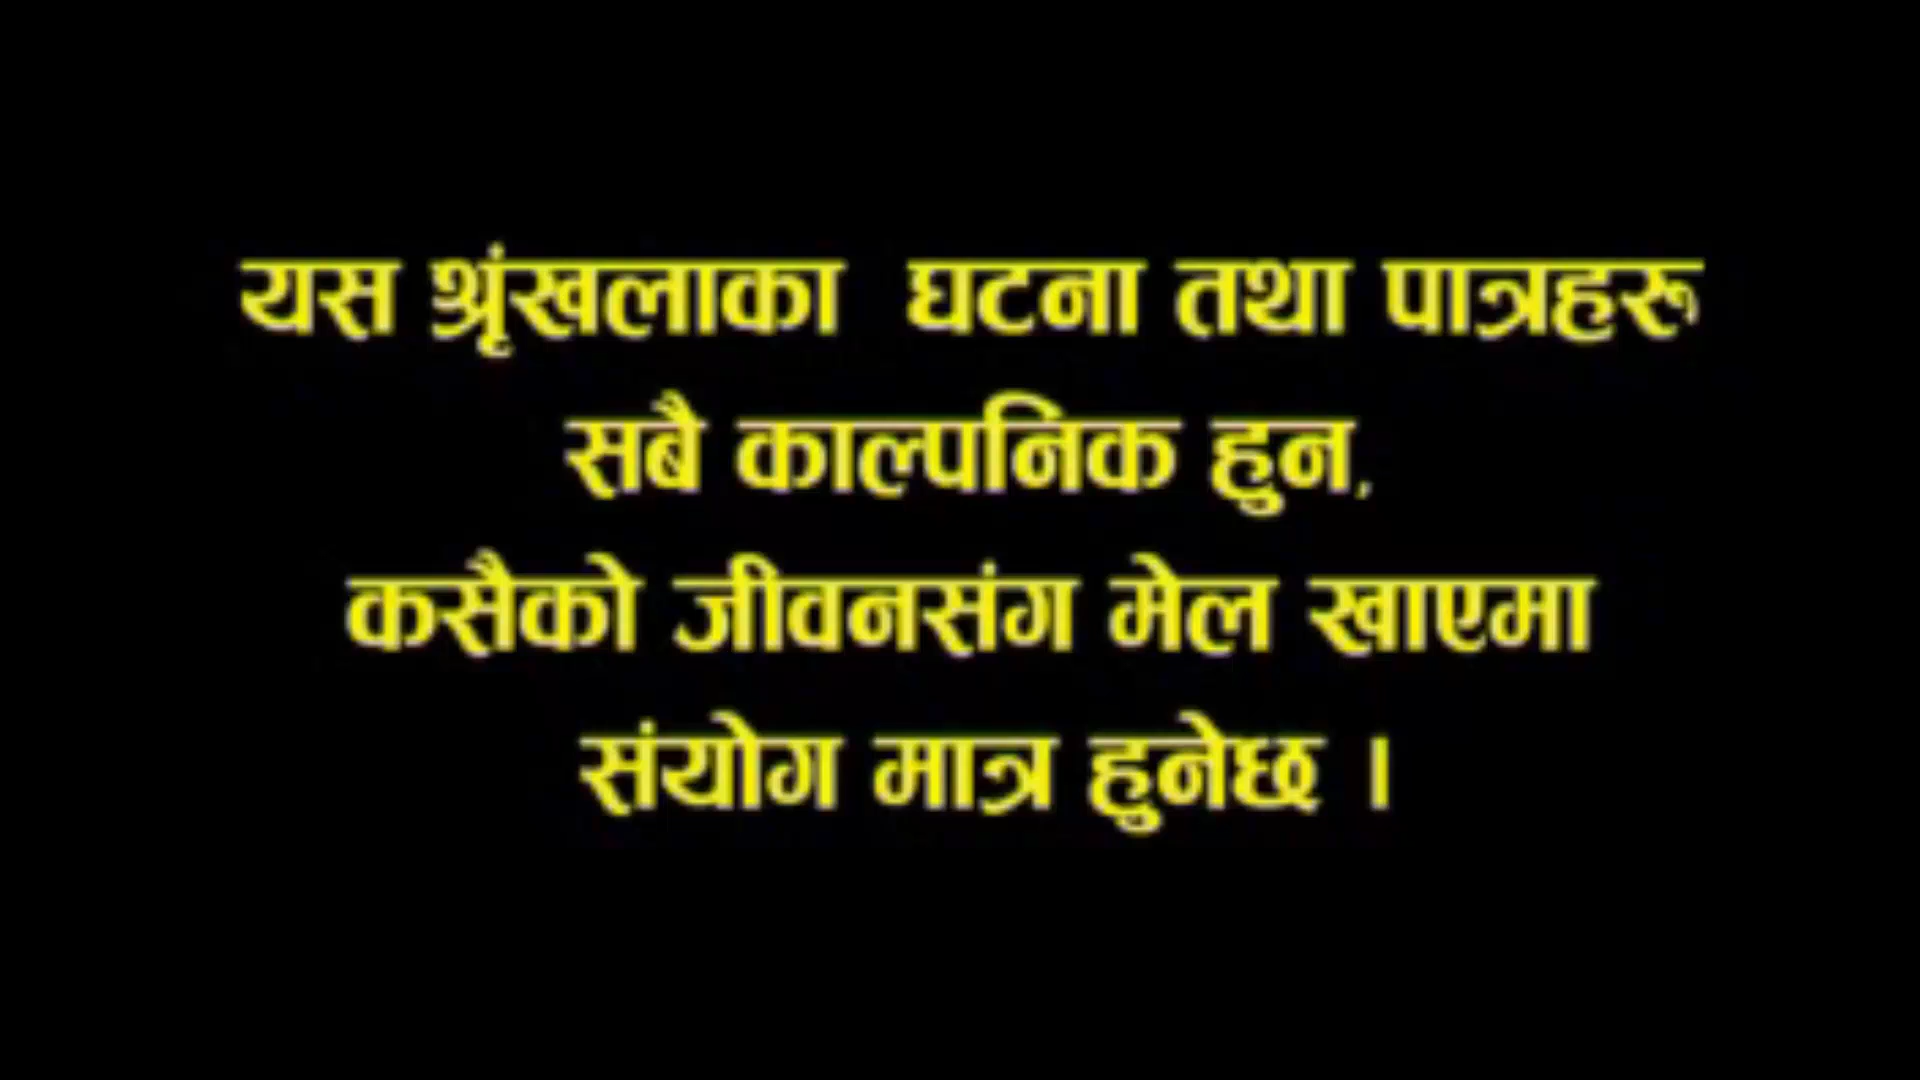 यस श्रृंखलाका घटना तथा पात्रहरू
सबै काल्पनिक हुन,
कसैको जीवनसंग मेल खाएमा
संयोग मात्र हुनेछ ।